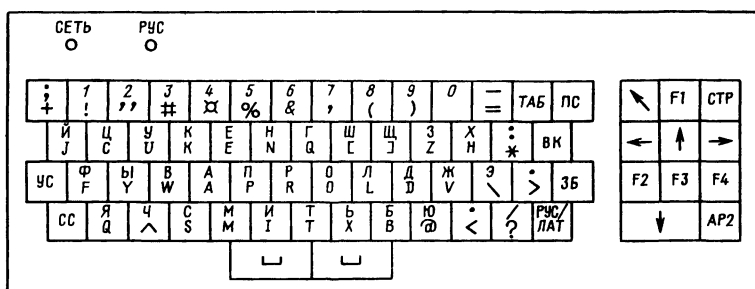 СЕТЬ РУС
; 1 2 3 4 5 6 7 8 9 0 — ТАБ ПС
+ ! ,, # ¤ % & , ( ) =
Й Ц У К Е Н Г Ш Щ З Х : ВК
J C U K E N Q [ ] Z H *
УС Ф Ы В А П Р О Л Д Ж Э . ЗБ
F Y W A P R O L D V \ >
СС Я Ч С М И Т Ь Б Ю . / РУС/
Q ^ S M I T X B @ < ? ЛАТ
↖ F1 СТР
← ↑ →
F2 F3 F4
↓ АР2